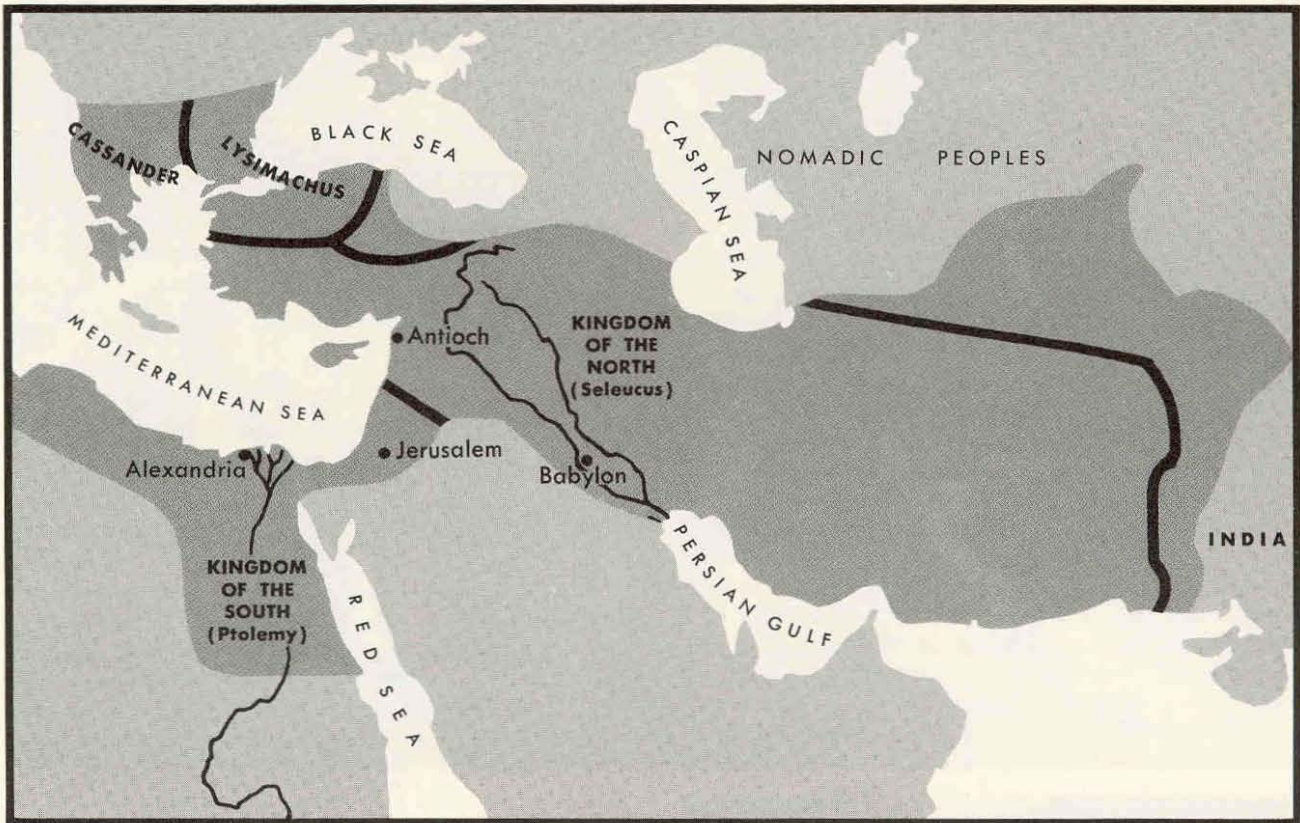 BLACK SEA
CASPIAN SEA
NOMADIC PEOPLES
CASSANDER
LYSIMACHUS
MEDITERRANEAN SEA
Antioch
KINGDOM
OF THE
NORTH
(Seleucus)
Alexandria
Jerusalem
Babylon
KINGDOM
OF THE
SOUTH
(Ptolemy)
RED SEA
PERSIAN GULF
INDIA